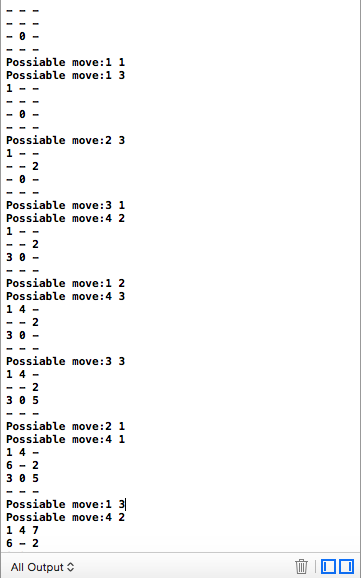 - - -
- - -
- 0 -
- - -
Possiable move:1 1
Possiable move:1 3
1 - -
- - -
- 0 -
- - -
Possiable move:2 3
1 - -
- - 2
- 0 -
- - -
Possiable move:3 1
Possiable move:4 2
1 - -
- - 2
3 0 -
- - -
Possiable move:1 2
Possiable move:4 3
1 4 -
- - 2
3 0 -
- - -
Possiable move:3 3
1 4 -
- - 2
3 0 5
- - -
Possiable move:2 1
Possiable move:4 1
1 4 -
6 - 2
3 0 5
- - -
Possiable move:1 3
Possiable move:4 2
1 4 7
6 - 2
All Output